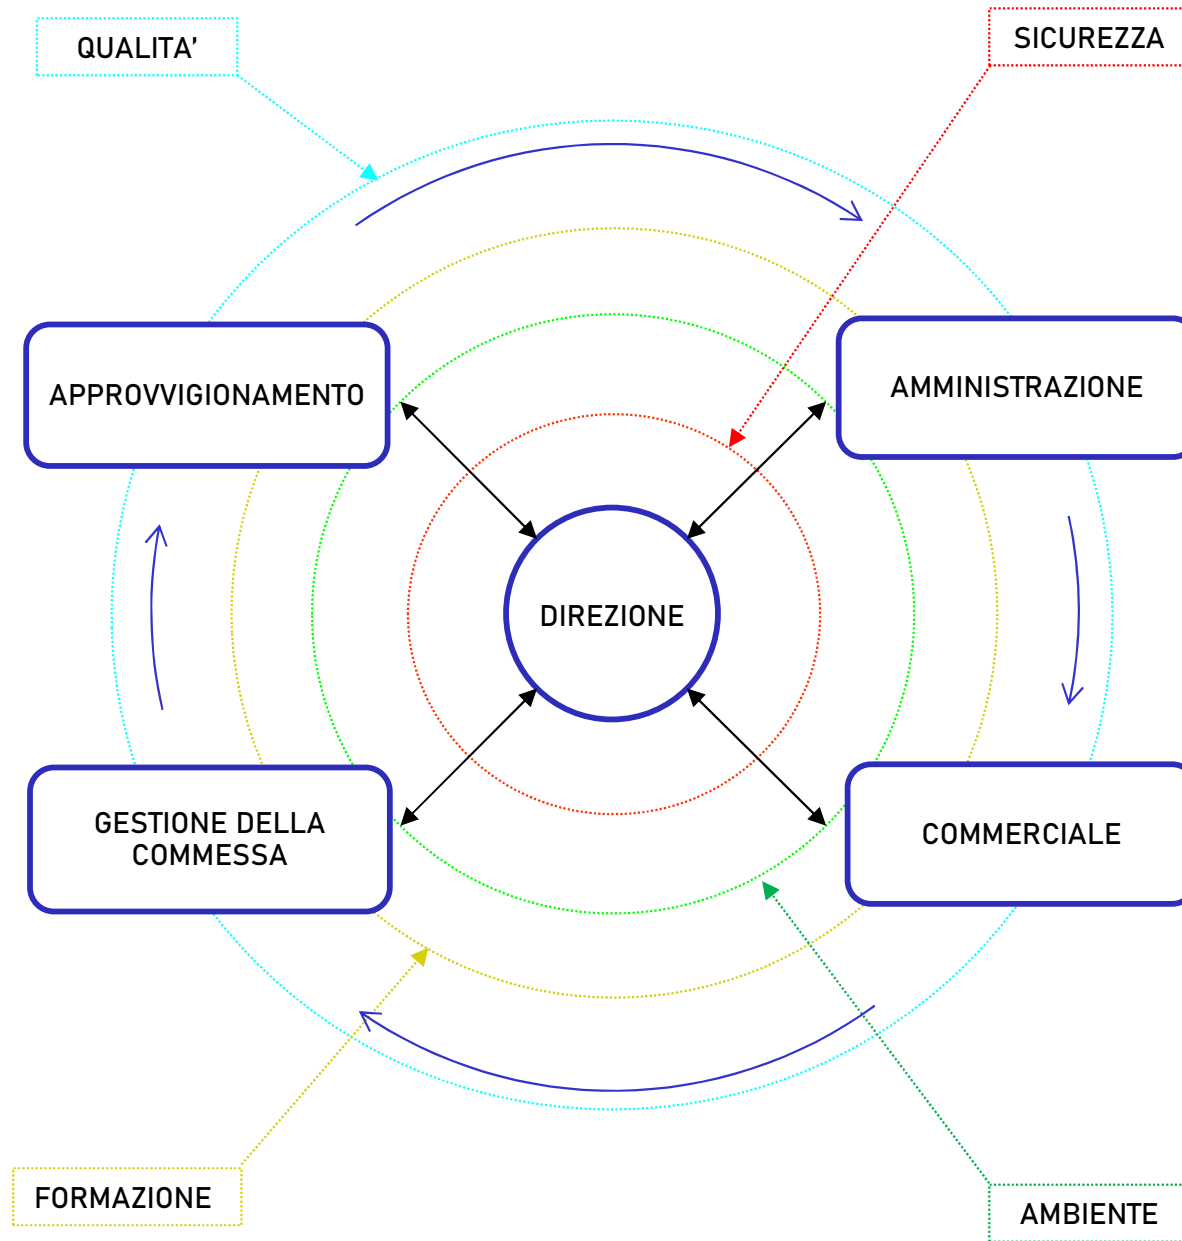 QUALITA’
SICUREZZA
APPROVVIGIONAMENTO
AMMINISTRAZIONE
DIREZIONE
GESTIONE DELLA
COMMESSA
COMMERCIALE
FORMAZIONE
AMBIENTE